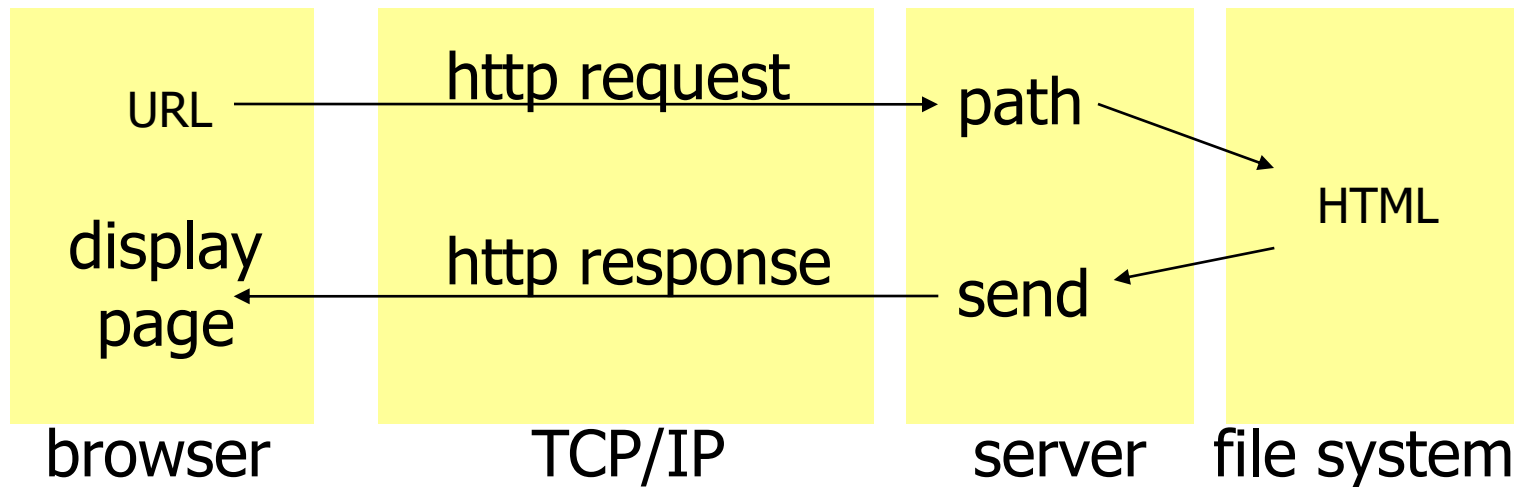 URL
http request
path
HTML
display
page
http response
send
browser
TCP/IP
server
file system